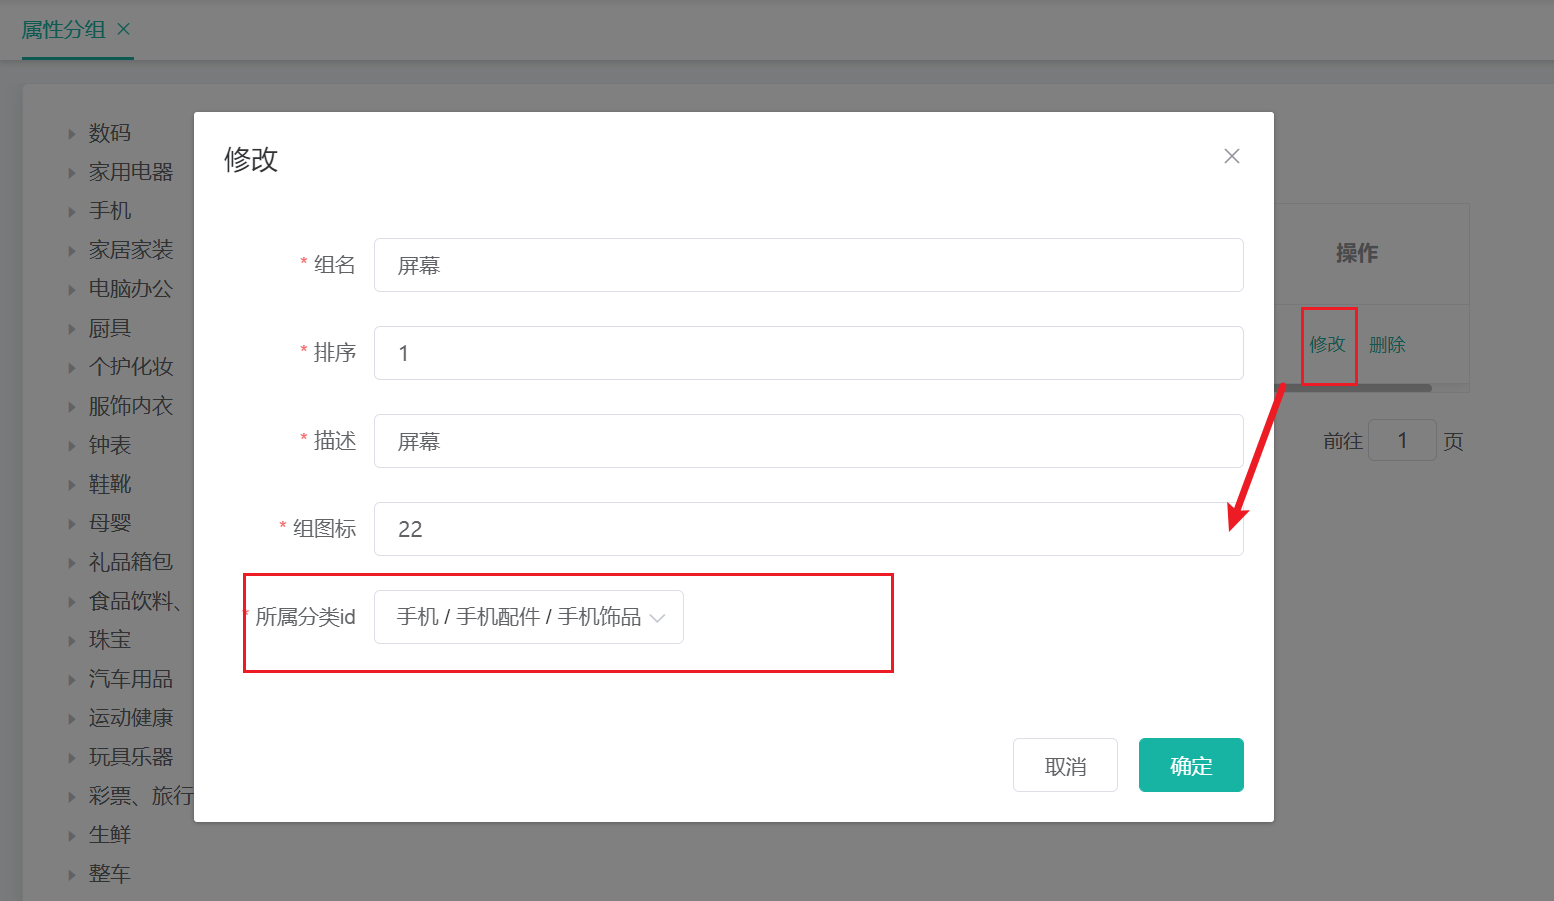 属性分组
数码
家用电器
手机
家居家装
电脑办公
厨具
个护化妆
服饰内衣
钟表
鞋靴
母婴
礼品箱包
食品饮料、
珠宝
汽车用品
运动健康
玩具乐器
彩票、旅行
生鲜
整车
修改
* 组名 屏幕
* 排序 1
* 描述 屏幕
* 组图标 22
* 所属分类id 手机 / 手机配件 / 手机饰品
取消 确定
操作
修改 删除
前往 1 页